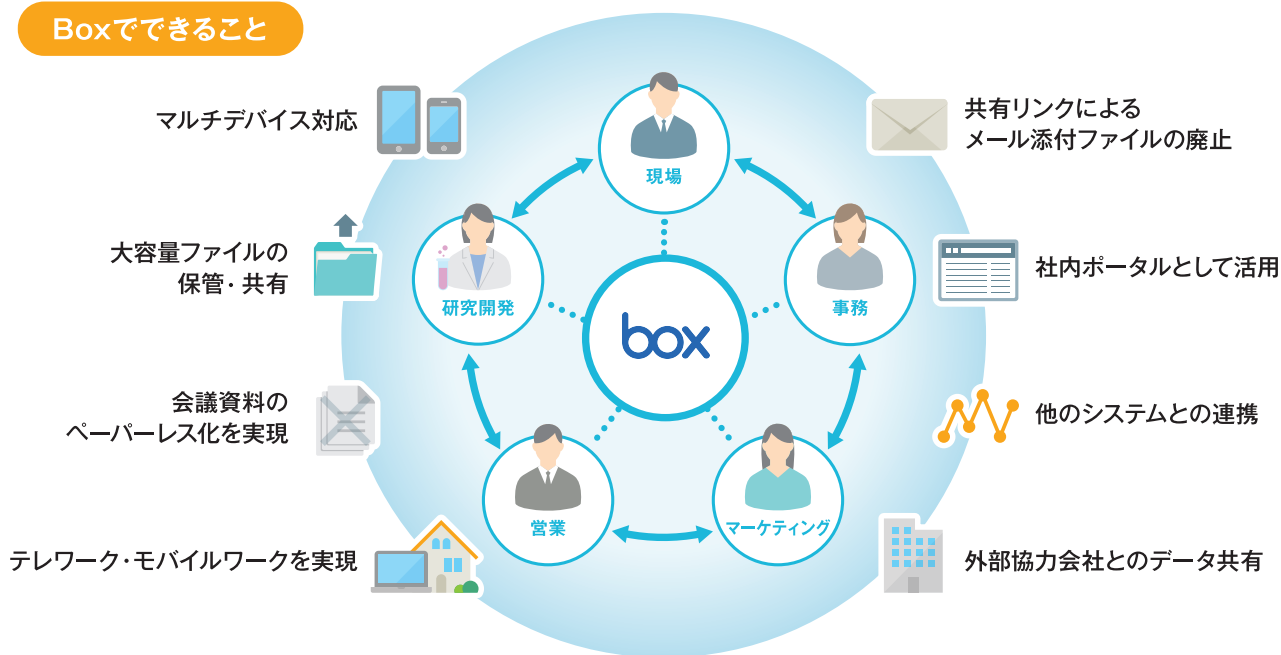 Boxでできること
マルチデバイス対応
大容量ファイルの
保管・共有
会議資料の
ペーパーレス化を実現
テレワーク・モバイルワークを実現
現場
研究開発
事務
box
営業
マーケティング
共有リンクによる
メール添付ファイルの廃止
社内ポータルとして活用
他のシステムとの連携
外部協力会社とのデータ共有